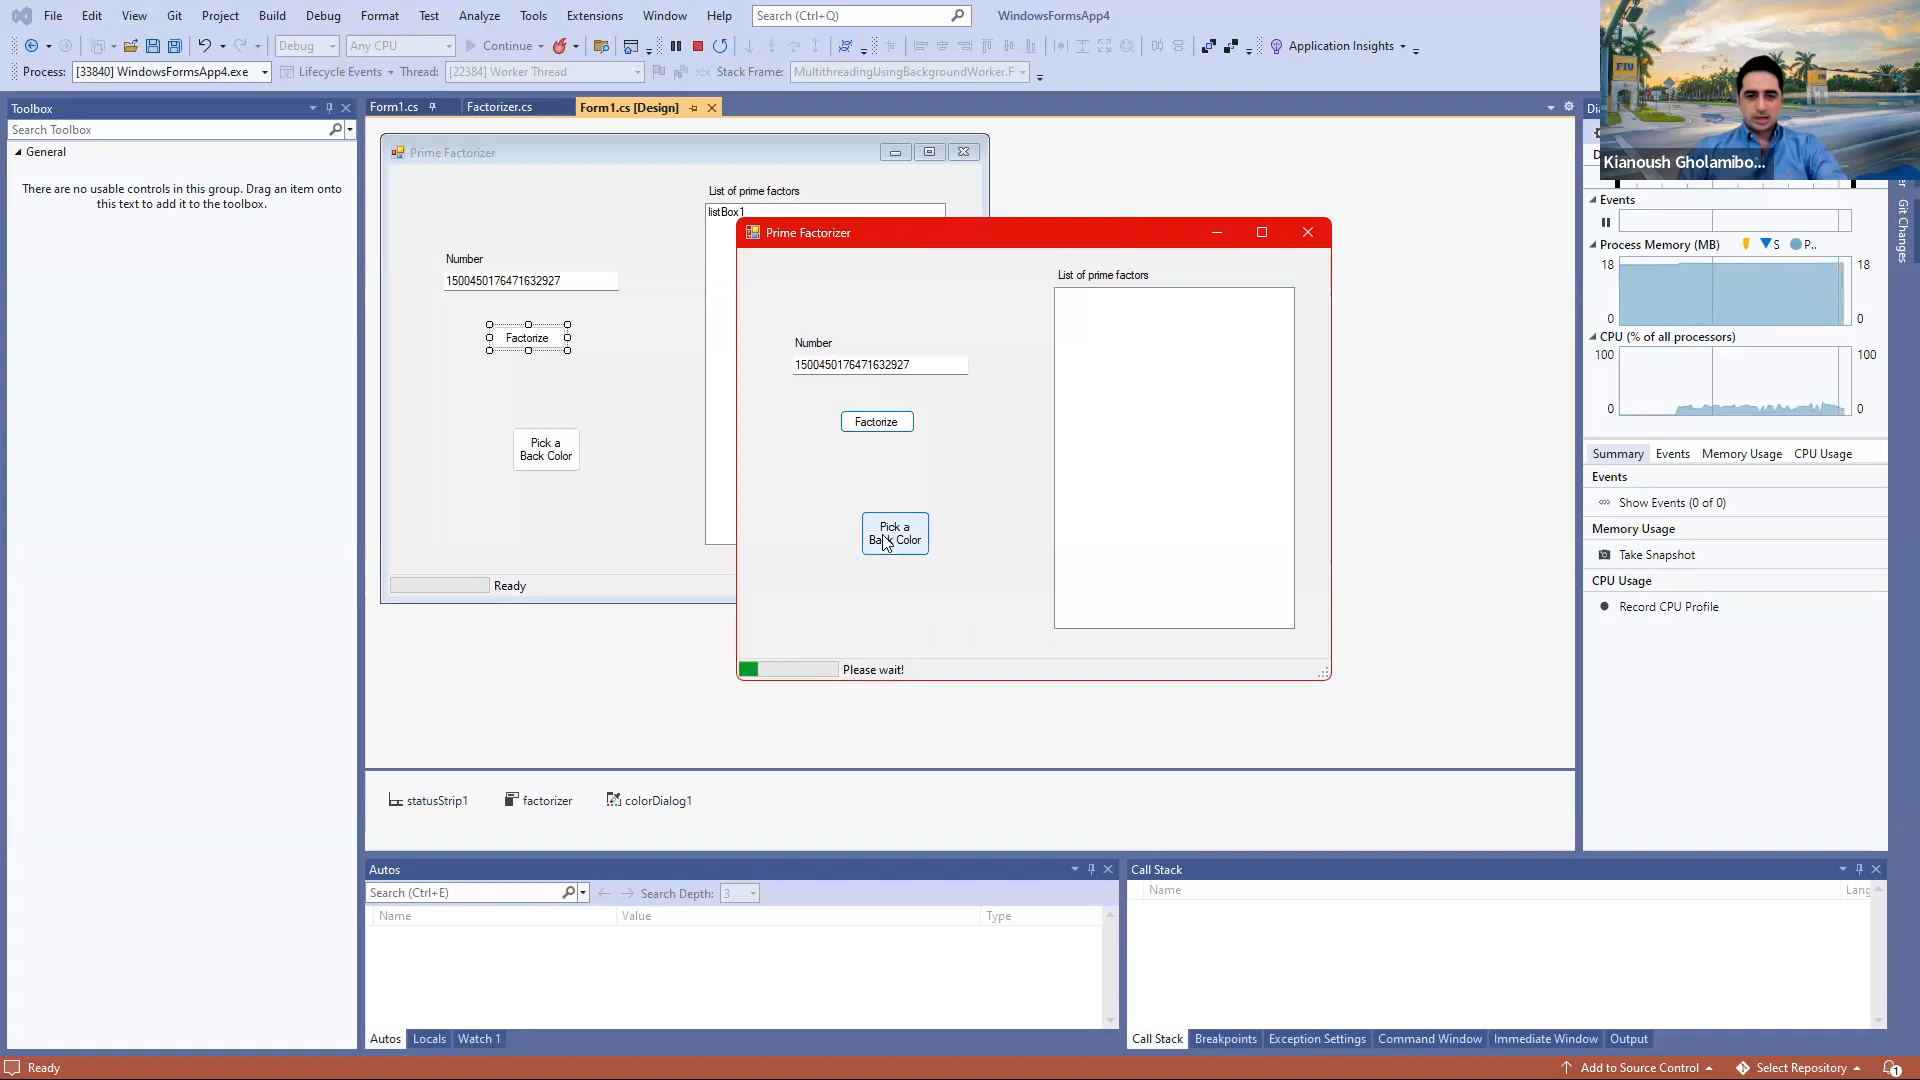 File Edit View Git Project Build Debug Format Test Analyze Tools Extensions Window Help Search (Ctrl+Q) WindowsFormsApp4
Debug Any CPU Continue Application Insights
Process: [33840] WindowsFormsApp4.exe Lifecycle Events Thread: [22384] Worker Thread Stack Frame: MultithreadingUsingBackgroundWorker.F
FIU
Kianoush Gholamibo...
Toolbox
Search Toolbox
General
There are no usable controls in this group. Drag an item onto
this text to add it to the toolbox.
Form1.cs Factorizer.cs Form1.cs [Design]
Prime Factorizer
List of prime factors
listBox1
Number
1500450176471632927
Factorize
Pick a
Back Color
Ready
Prime Factorizer
List of prime factors
Number
1500450176471632927
Factorize
Pick a
Back Color
Please wait!
statusStrip1 factorizer colorDialog1
Events
Process Memory (MB) S P..
18 18
0 0
CPU (% of all processors)
100 100
0 0
Summary Events Memory Usage CPU Usage
Events
Show Events (0 of 0)
Memory Usage
Take Snapshot
CPU Usage
Record CPU Profile
Git Changes
Autos
Search (Ctrl+E) Search Depth: 3
Name Value Type
Autos Locals Watch 1
Call Stack
Name Lang
Call Stack Breakpoints Exception Settings Command Window Immediate Window Output
Ready Add to Source Control Select Repository 1